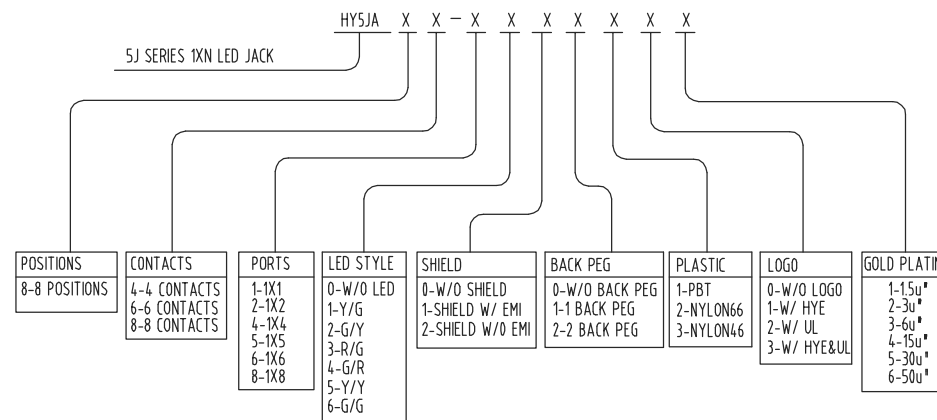 HY5JA X X - X X X X X X X
5J SERIES 1XN LED JACK
POSITIONS
8-8 POSITIONS
CONTACTS
4-4 CONTACTS
6-6 CONTACTS
8-8 CONTACTS
PORTS
1-1X1
2-1X2
4-1X4
5-1X5
6-1X6
8-1X8
LED STYLE
0-W/O LED
1-Y/G
2-G/Y
3-R/G
4-G/R
5-Y/Y
6-G/G
SHIELD
0-W/O SHIELD
1-SHIELD W/ EMI
2-SHIELD W/O EMI
BACK PEG
0-W/O BACK PEG
1-1 BACK PEG
2-2 BACK PEG
PLASTIC
1-PBT
2-NYLON66
3-NYLON46
LOGO
0-W/O LOGO
1-W/ HYE
2-W/ UL
3-W/ HYE&UL
GOLD PLATIN
1-1.5u"
2-3u"
3-6u"
4-15u"
5-30u"
6-50u"